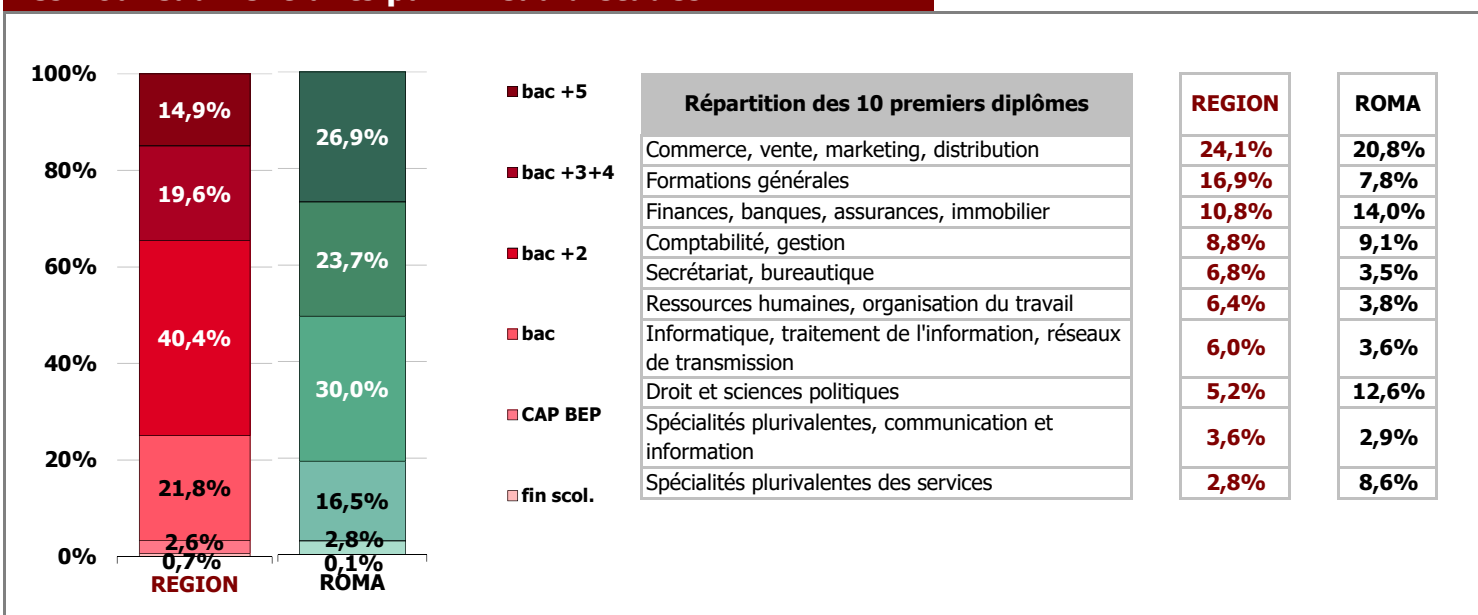 100%
80%
60%
40%
20%
0%
14,9%
19,6%
40,4%
21,8%
2,6%
0,7%
REGION
26,9%
23,7%
30,0%
16,5%
2,8%
0,1%
ROMA
bac +5
bac +3+4
bac +2
bac
CAP BEP
fin scol.
Répartition des 10 premiers diplômes REGION ROMA
Commerce, vente, marketing, distribution 24,1% 20,8%
Formations générales 16,9% 7,8%
Finances, banques, assurances, immobilier 10,8% 14,0%
Comptabilité, gestion 8,8% 9,1%
Secrétariat, bureautique 6,8% 3,5%
Ressources humaines, organisation du travail 6,4% 3,8%
Informatique, traitement de l'information, réseaux
de transmission 6,0% 3,6%
Droit et sciences politiques 5,2% 12,6%
Spécialités plurivalentes, communication et
information 3,6% 2,9%
Spécialités plurivalentes des services 2,8% 8,6%